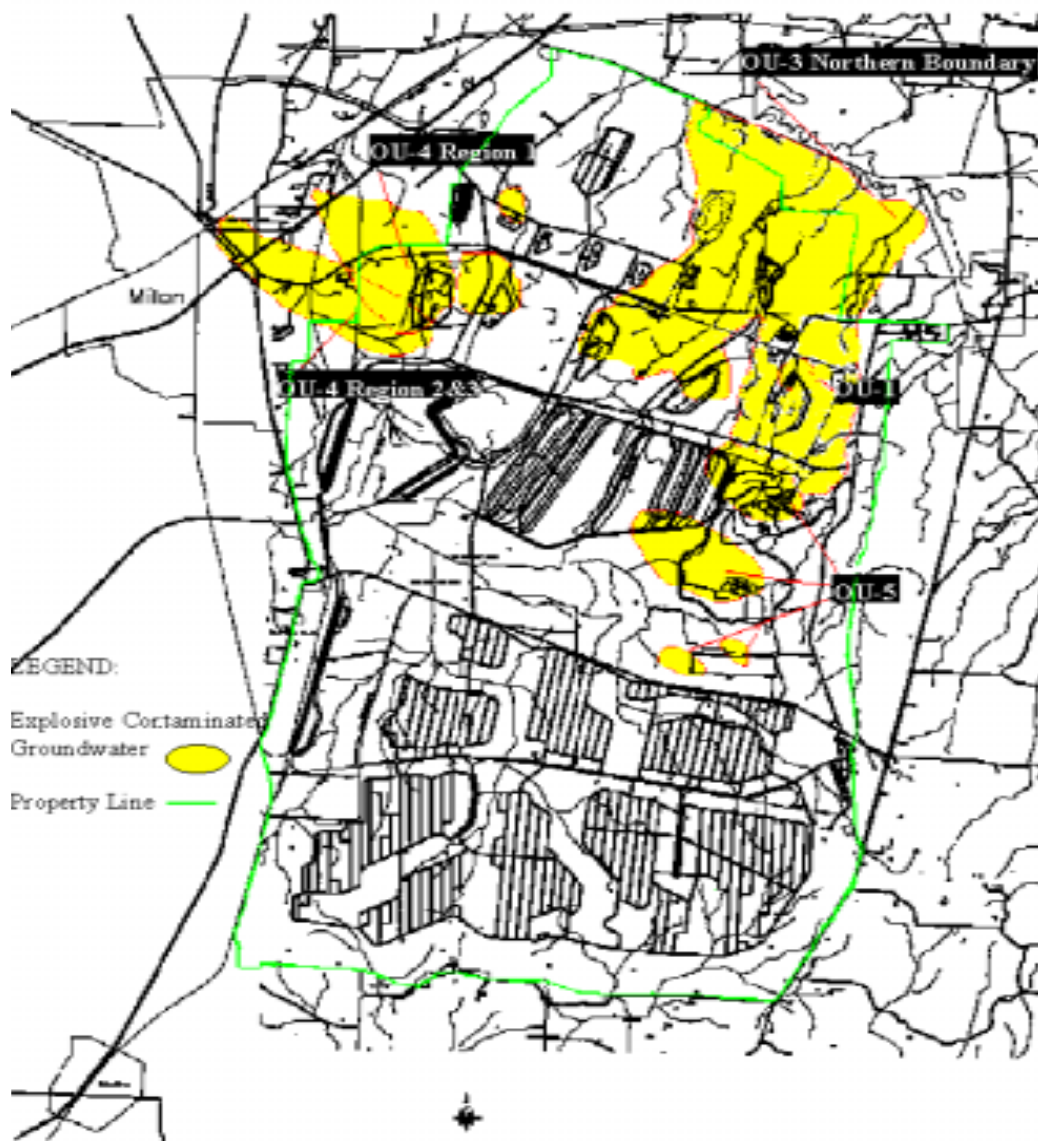 OU-3 Northern Boundary
OU-4 Region 1
Milan
OU-4 Region 2&3
OU-1
OU-5
LEGEND:
Explosive Contaminated
Groundwater
Property Line